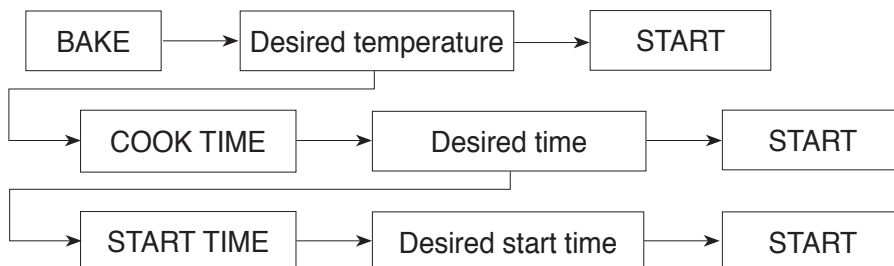 BAKE Desired temperature START
COOK TIME Desired time START
START TIME Desired start time START